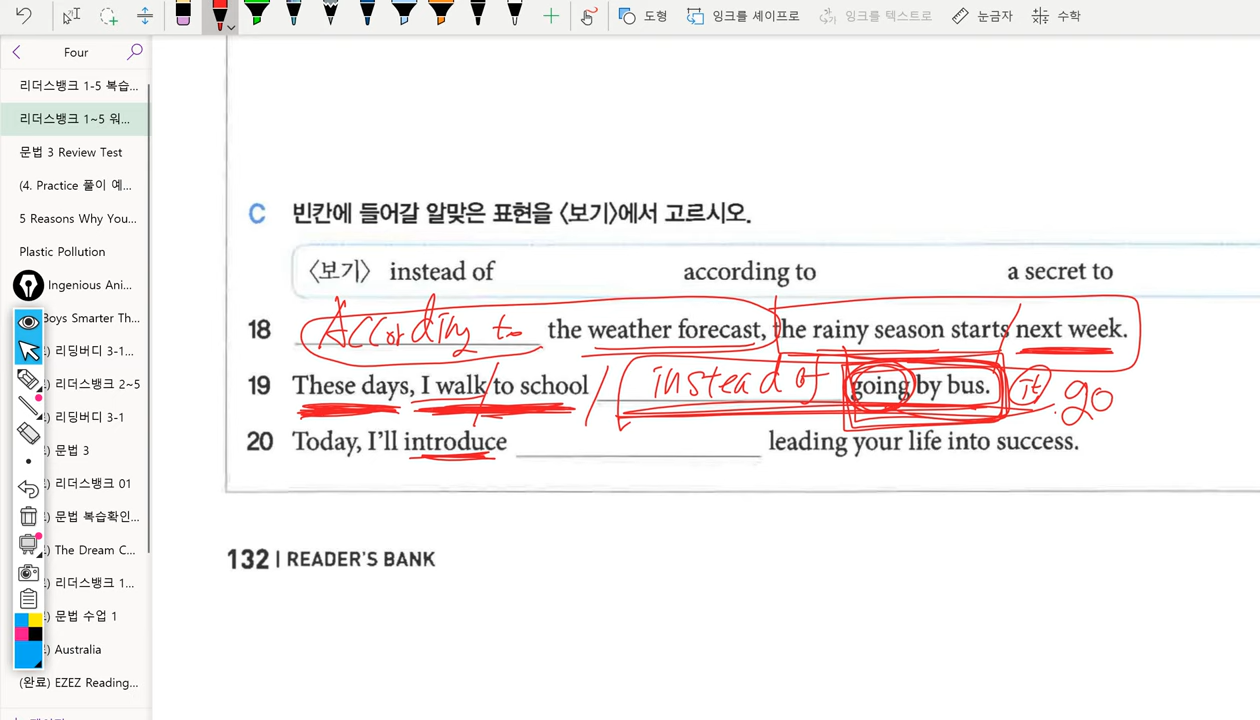 도형
잉크를 셰이프로
잉크를 텍스트로
눈금자
수학
Four
리더스뱅크 1-5 복습...
리더스뱅크 1~5 워...
문법 3 Review Test
(4. Practice 풀이 예...
5 Reasons Why You...
Plastic Pollution
Ingenious Ani...
Boys Smarter Th...
) 리딩버디 3-1...
) 리더스뱅크 2~5
) 리딩버디 3-1
) 문법 3
) 리더스뱅크 01
) 문법 복습확인...
) The Dream C...
) 리더스뱅크 1...
) 문법 수업 1
) Australia
(완료) EZEZ Reading...
C 빈칸에 들어갈 알맞은 표현을 〈보기〉에서 고르시오.
〈보기〉 instead of according to a secret to
18 According to the weather forecast, the rainy season starts next week.
19 These days, I walk to school instead of going by bus. it go
20 Today, I'll introduce ____ leading your life into success.
132 | READER'S BANK